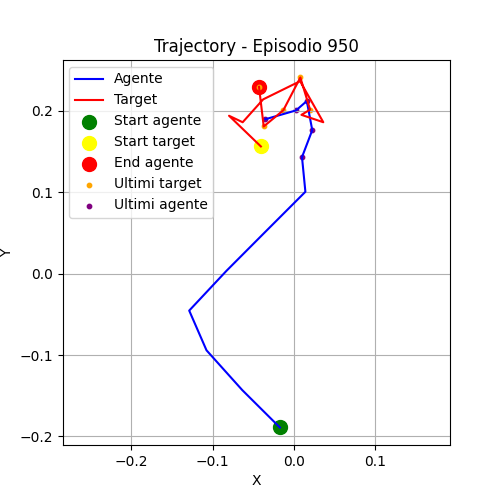 Trajectory - Episodio 950
Agente
Target
Start agente
Start target
End agente
Ultimi target
Ultimi agente
Y
0.2
0.1
0.0
−0.1
−0.2
−0.2
−0.1
0.0
0.1
X